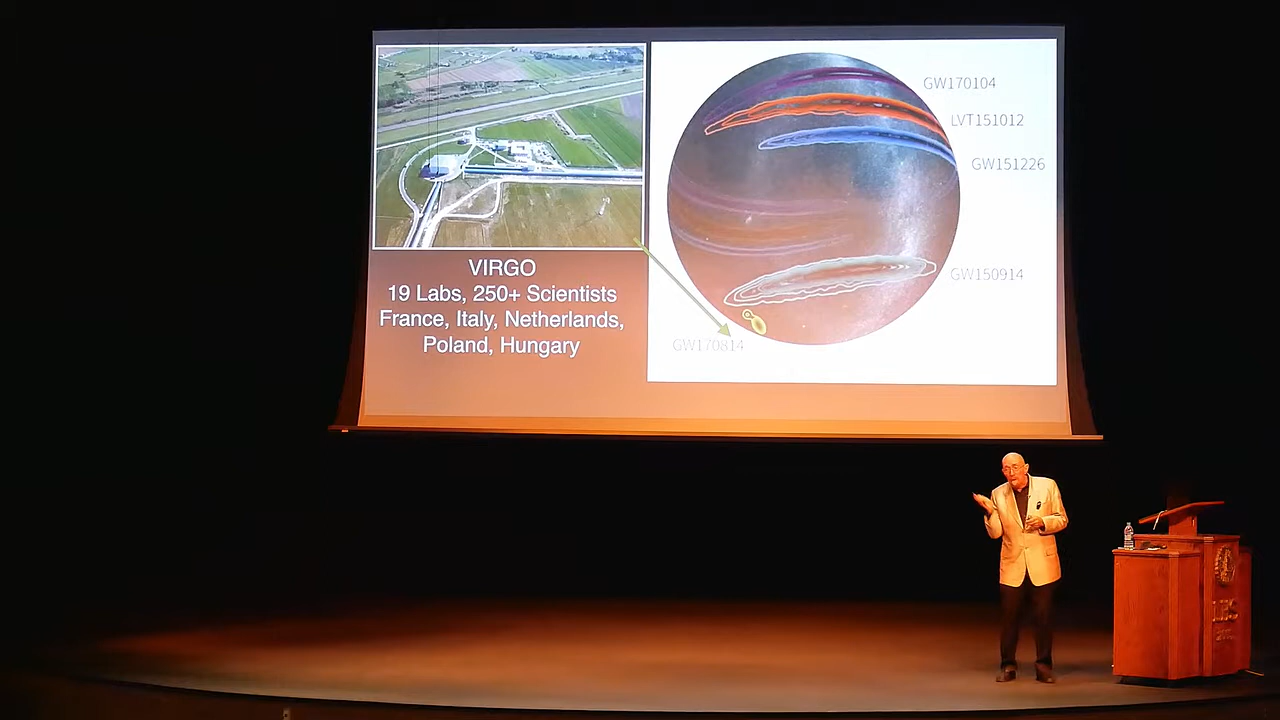 VIRGO
19 Labs, 250+ Scientists
France, Italy, Netherlands,
Poland, Hungary
GW170104
LVT151012
GW151226
GW150914
GW170814